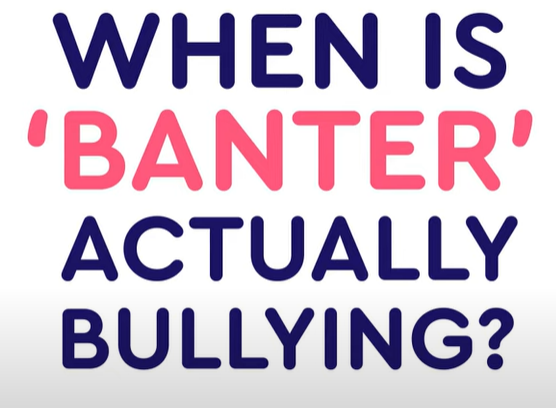 WHEN IS
‘BANTER’
ACTUALLY
BULLYING?